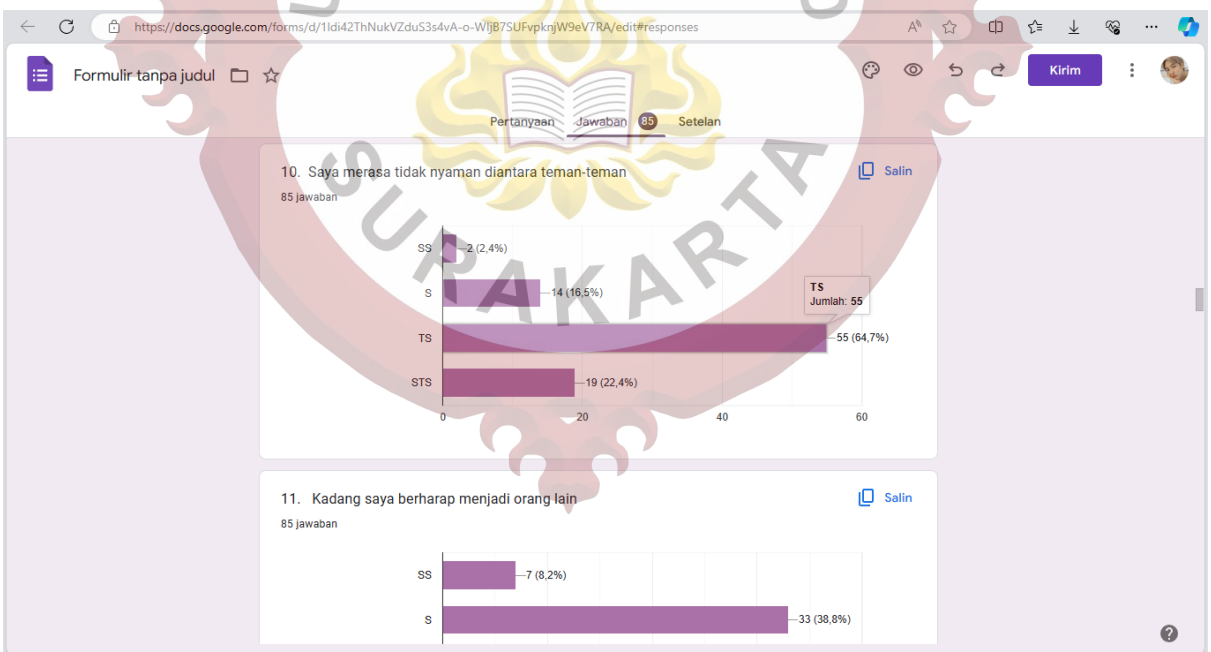 https://docs.google.com/forms/d/1ldi42ThNukVZduS3s4vA-o-WljB7SUFvpknjW9eV7RA/edit#responses
Formulir tanpa judul
Kirim
Pertanyaan Jawaban 85 Setelan
10. Saya merasa tidak nyaman diantara teman-teman
Salin
85 jawaban
SS 2 (2,4%)
S 14 (16,5%)
TS
Jumlah: 55
TS 55 (64,7%)
STS 19 (22,4%)
0 20 40 60
11. Kadang saya berharap menjadi orang lain
Salin
85 jawaban
SS 7 (8,2%)
S 33 (38,8%)
SURAKARTA